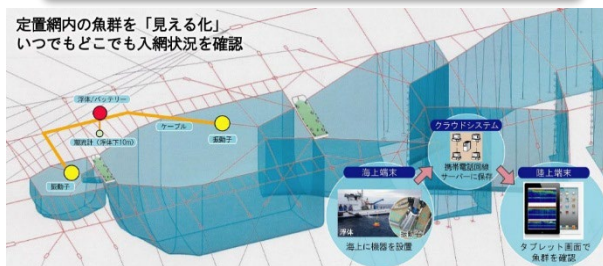 定置網内の魚群を「見える化」
いつでもどこでも入網状況を確認
浮体/バッテリー
ケーブル
潮流計（浮体下10m）
振動子
振動子
クラウドシステム
携帯電話回線
サーバーに保存
海上端末
浮体
海上に機器を設置
陸上端末
タブレット画面で
魚群を確認